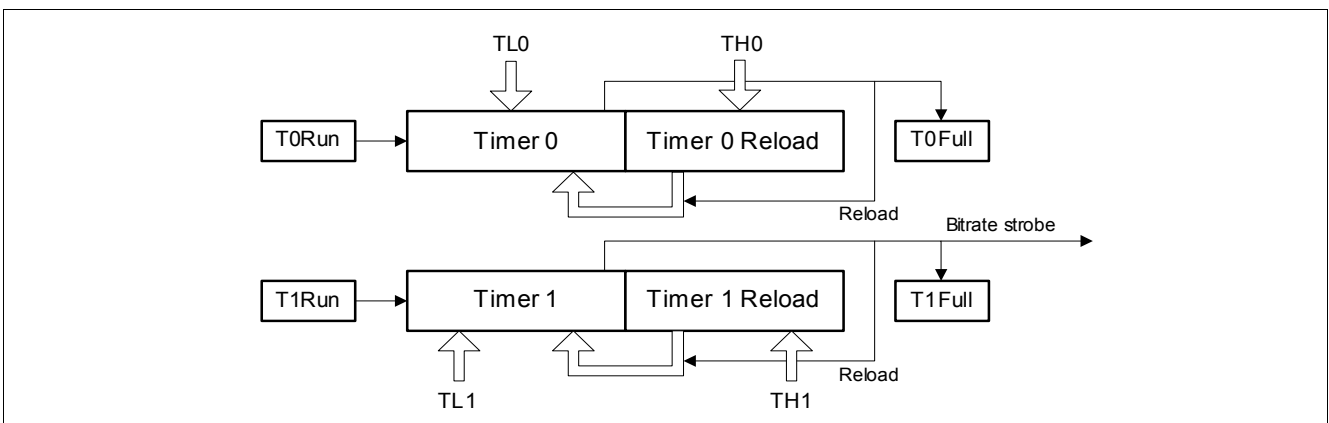 TL0 TH0
T0Run Timer 0 Timer 0 Reload T0Full
Reload
Bitrate strobe
T1Run Timer 1 Timer 1 Reload T1Full
Reload
TL1 TH1